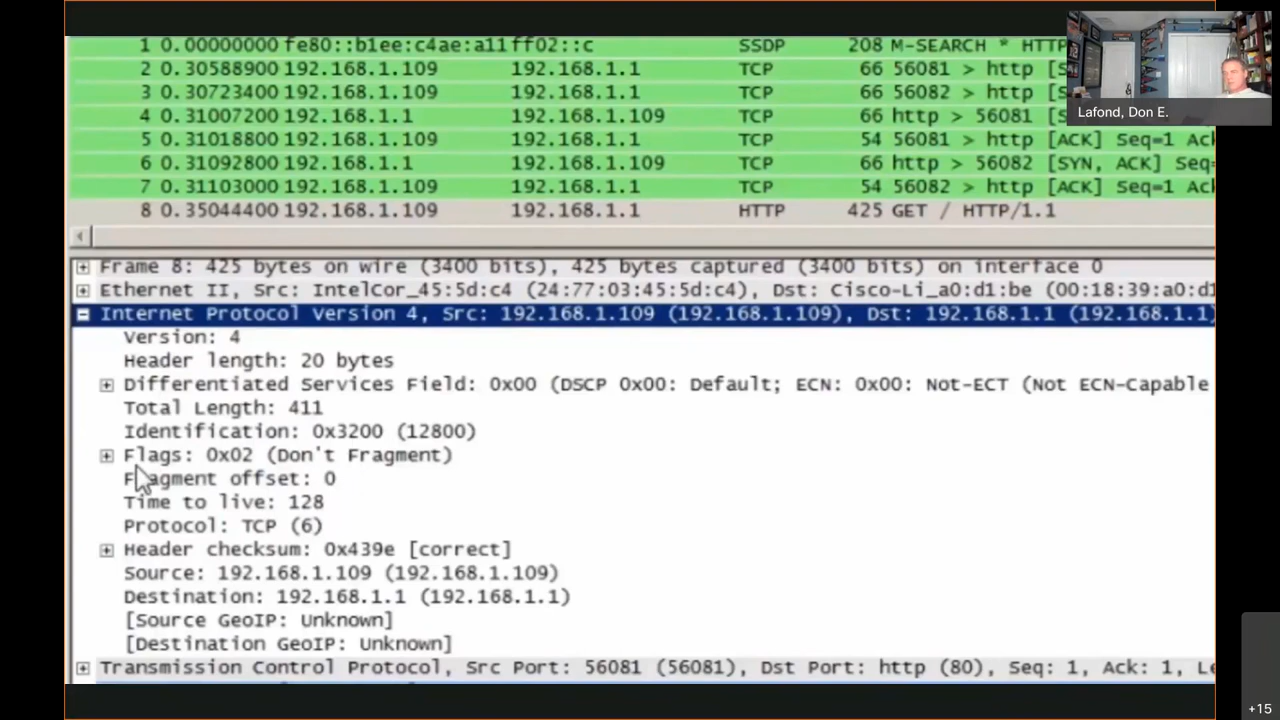 1 0.00000000 fe80::b1ee:c4ae:a11 ff02::c SSDP 208 M-SEARCH * HTTP
2 0.30588900 192.168.1.109 192.168.1.1 TCP 66 56081 > http [S
3 0.30723400 192.168.1.109 192.168.1.1 TCP 66 56082 > http [S
4 0.31007200 192.168.1.1 192.168.1.109 TCP 66 http > 56081 [S
5 0.31018800 192.168.1.109 192.168.1.1 TCP 54 56081 > http [ACK] Seq=1 Ack
6 0.31092800 192.168.1.1 192.168.1.109 TCP 66 http > 56082 [SYN, ACK] Seq=
7 0.31103000 192.168.1.109 192.168.1.1 TCP 54 56082 > http [ACK] Seq=1 Ack
8 0.35044400 192.168.1.109 192.168.1.1 HTTP 425 GET / HTTP/1.1
Lafond, Don E.
Frame 8: 425 bytes on wire (3400 bits), 425 bytes captured (3400 bits) on interface 0
Ethernet II, Src: IntelCor_45:5d:c4 (24:77:03:45:5d:c4), Dst: Cisco-Li_a0:d1:be (00:18:39:a0:d1
Internet Protocol Version 4, Src: 192.168.1.109 (192.168.1.109), Dst: 192.168.1.1 (192.168.1.1)
Version: 4
Header length: 20 bytes
Differentiated Services Field: 0x00 (DSCP 0x00: Default; ECN: 0x00: Not-ECT (Not ECN-Capable
Total Length: 411
Identification: 0x3200 (12800)
Flags: 0x02 (Don't Fragment)
Fragment offset: 0
Time to live: 128
Protocol: TCP (6)
Header checksum: 0x439e [correct]
Source: 192.168.1.109 (192.168.1.109)
Destination: 192.168.1.1 (192.168.1.1)
[Source GeoIP: Unknown]
[Destination GeoIP: Unknown]
Transmission Control Protocol, Src Port: 56081 (56081), Dst Port: http (80), Seq: 1, Ack: 1, Le
+15